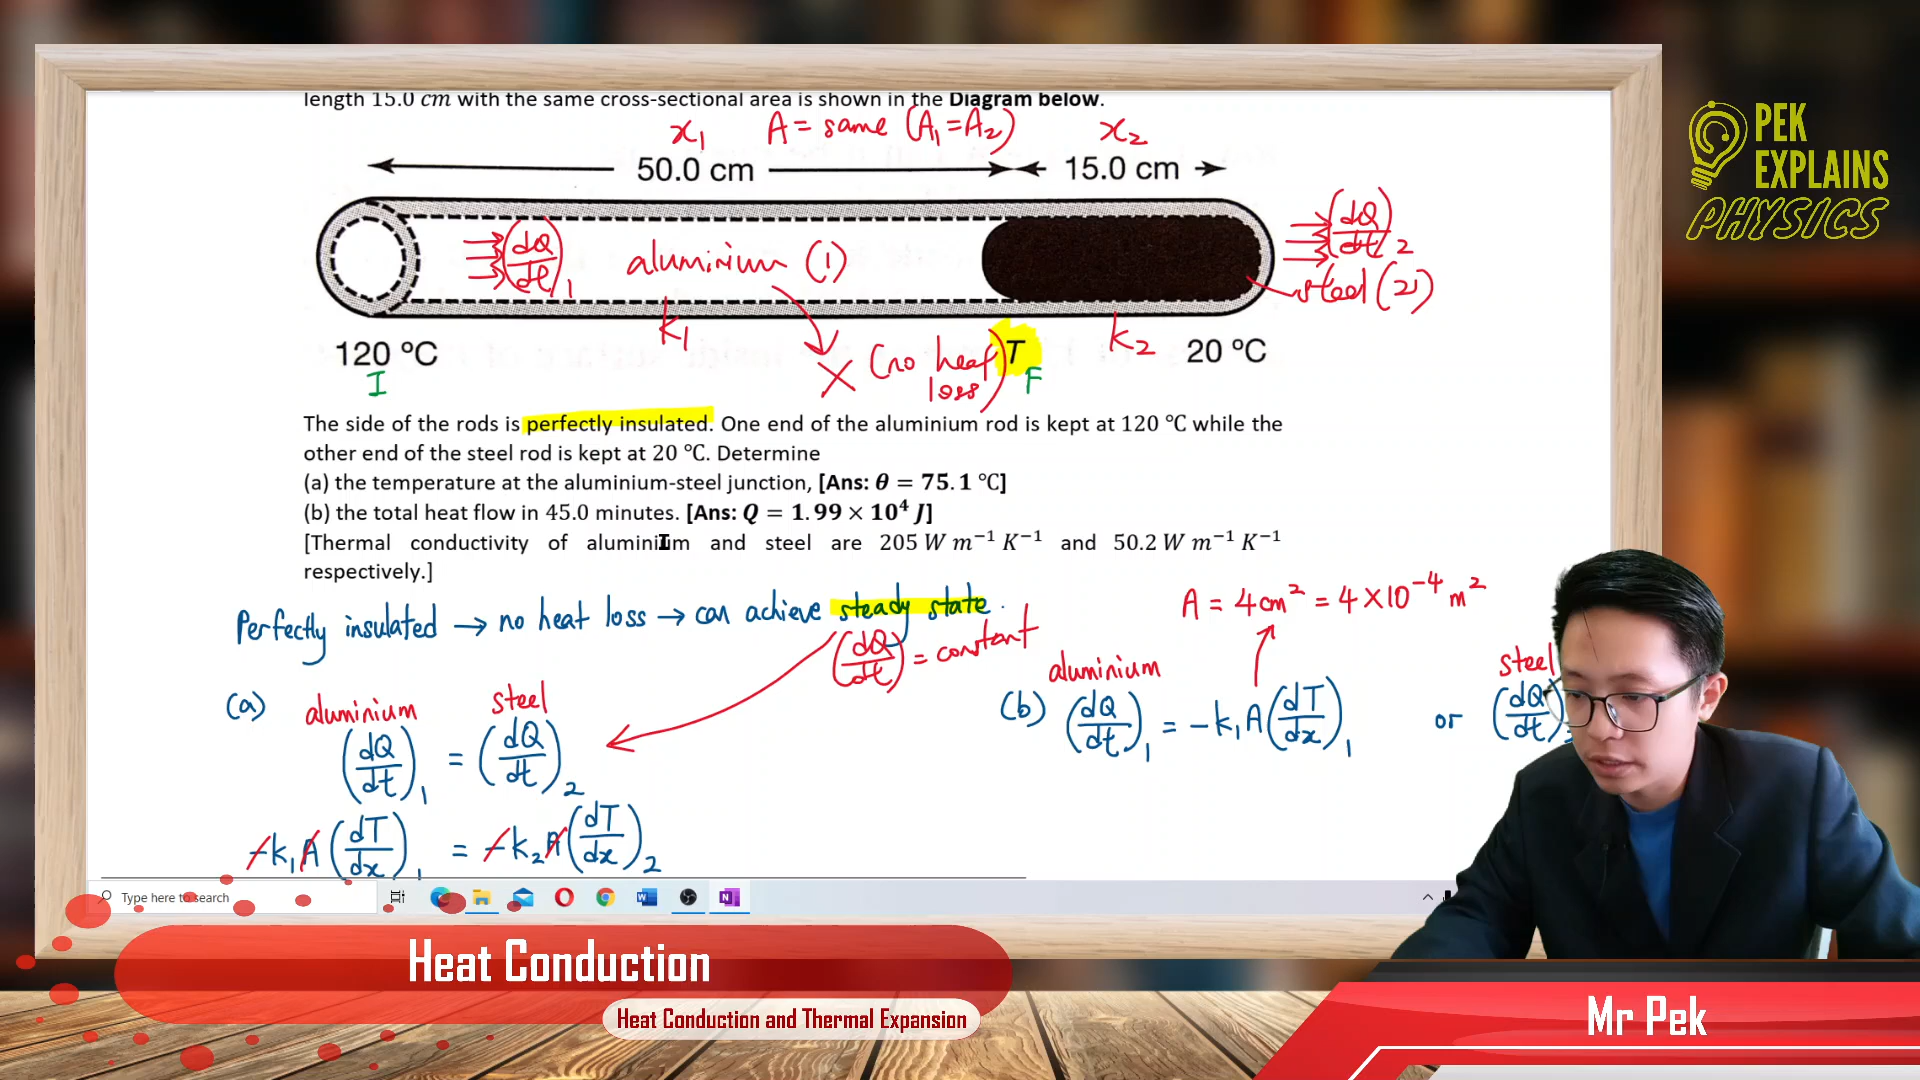 length 15.0 cm with the same cross-sectional area is shown in the Diagram below.
x₁ A = same (A₁ = A₂) x₂
50.0 cm 15.0 cm
(dQ/dt)₁ aluminium (1) (dQ/dt)₂
steel (2)
k₁ k₂
120 °C (no heat loss) T 20 °C
I F
The side of the rods is perfectly insulated. One end of the aluminium rod is kept at 120 °C while the
other end of the steel rod is kept at 20 °C. Determine
(a) the temperature at the aluminium-steel junction, [Ans: θ = 75.1 °C]
(b) the total heat flow in 45.0 minutes. [Ans: Q = 1.99 × 10⁴ J]
[Thermal conductivity of aluminium and steel are 205 W m⁻¹ K⁻¹ and 50.2 W m⁻¹ K⁻¹
respectively.]
Perfectly insulated → no heat loss → can achieve steady state.
(dQ/dt) = constant
A = 4cm² = 4×10⁻⁴ m²
(a) aluminium steel
(dQ/dt)₁ = (dQ/dt)₂
-k₁A(dT/dx)₁ = -k₂A(dT/dx)₂
aluminium steel
(b) (dQ/dt)₁ = -k₁A(dT/dx)₁ or (dQ/dt)
Type here to search
PEK
EXPLAINS
PHYSICS
Heat Conduction
Heat Conduction and Thermal Expansion
Mr Pek